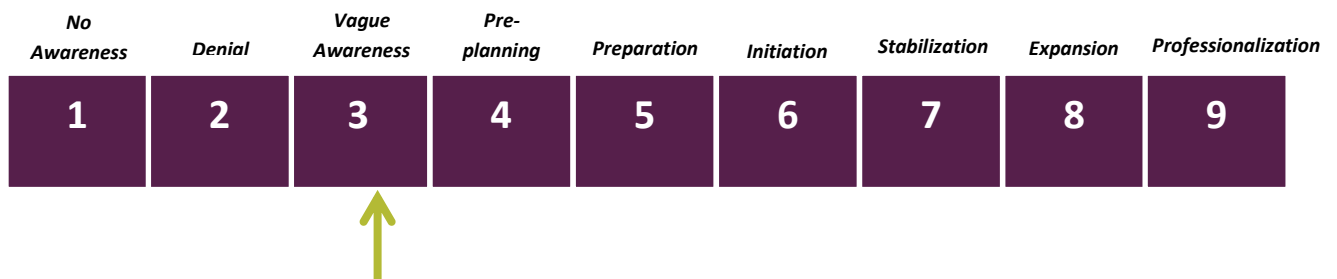 No Awareness
Denial
Vague Awareness
Pre-planning
Preparation
Initiation
Stabilization
Expansion
Professionalization
1 2 3 4 5 6 7 8 9